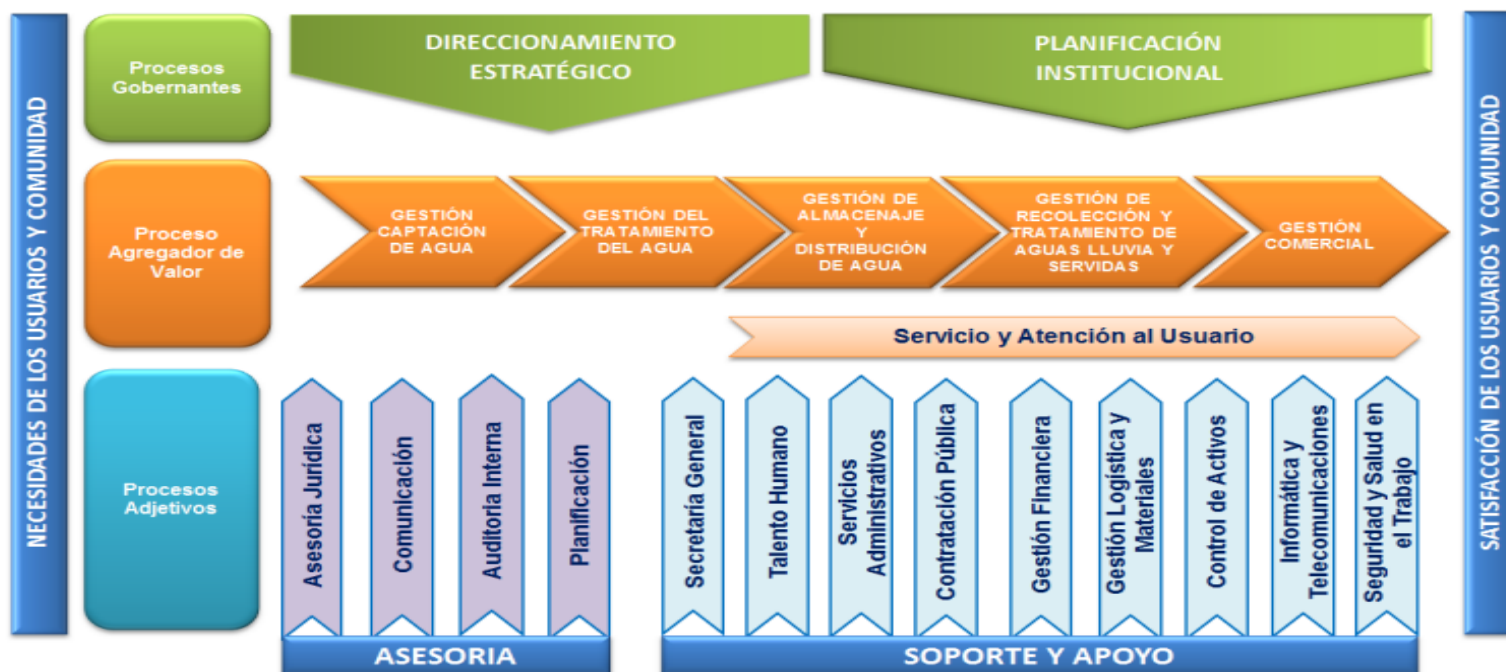 NECESIDADES DE LOS USUARIOS Y COMUNIDAD
Procesos
Gobernantes
DIRECCIONAMIENTO
ESTRATÉGICO
PLANIFICACIÓN
INSTITUCIONAL
Proceso
Agregador de
Valor
GESTIÓN
CAPTACIÓN
DE AGUA
GESTIÓN DEL
TRATAMIENTO
DEL AGUA
GESTIÓN DE
ALMACENAJE
Y
DISTRIBUCIÓN
DE AGUA
GESTIÓN DE
RECOLECCIÓN Y
TRATAMIENTO DE
AGUAS LLUVIA Y
SERVIDAS
GESTIÓN
COMERCIAL
Servicio y Atención al Usuario
Procesos
Adjetivos
Asesoría Jurídica
Comunicación
Auditoria Interna
Planificación
Secretaría General
Talento Humano
Servicios
Administrativos
Contratación Pública
Gestión Financiera
Gestión Logística y
Materiales
Control de Activos
Informática y
Telecomunicaciones
Seguridad y Salud en
el Trabajo
ASESORIA
SOPORTE Y APOYO
SATISFACCIÓN DE LOS USUARIOS Y COMUNIDAD